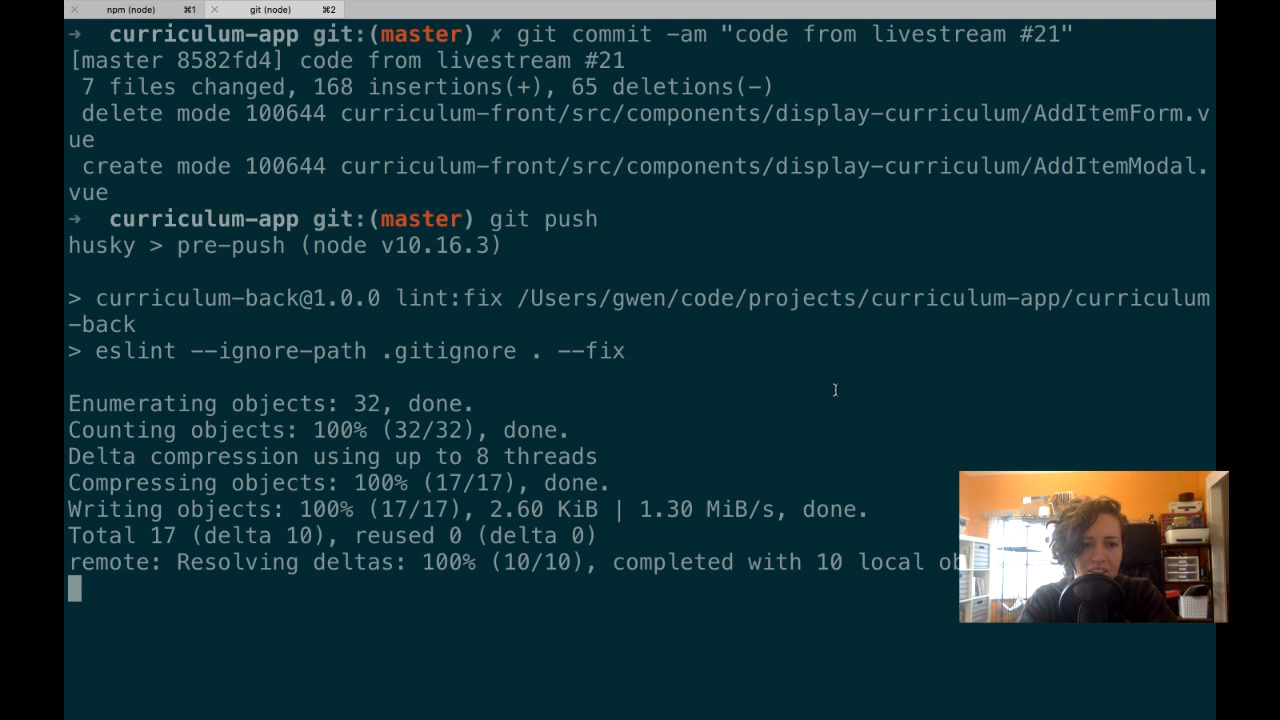 npm (node) ⌘1 git (node) ⌘2
→ curriculum-app git:(master) ✗ git commit -am "code from livestream #21"
[master 8582fd4] code from livestream #21
7 files changed, 168 insertions(+), 65 deletions(-)
delete mode 100644 curriculum-front/src/components/display-curriculum/AddItemForm.v
ue
create mode 100644 curriculum-front/src/components/display-curriculum/AddItemModal.
vue
→ curriculum-app git:(master) git push
husky > pre-push (node v10.16.3)
> curriculum-back@1.0.0 lint:fix /Users/gwen/code/projects/curriculum-app/curriculum
-back
> eslint --ignore-path .gitignore . --fix
Enumerating objects: 32, done.
Counting objects: 100% (32/32), done.
Delta compression using up to 8 threads
Compressing objects: 100% (17/17), done.
Writing objects: 100% (17/17), 2.60 KiB | 1.30 MiB/s, done.
Total 17 (delta 10), reused 0 (delta 0)
remote: Resolving deltas: 100% (10/10), completed with 10 local